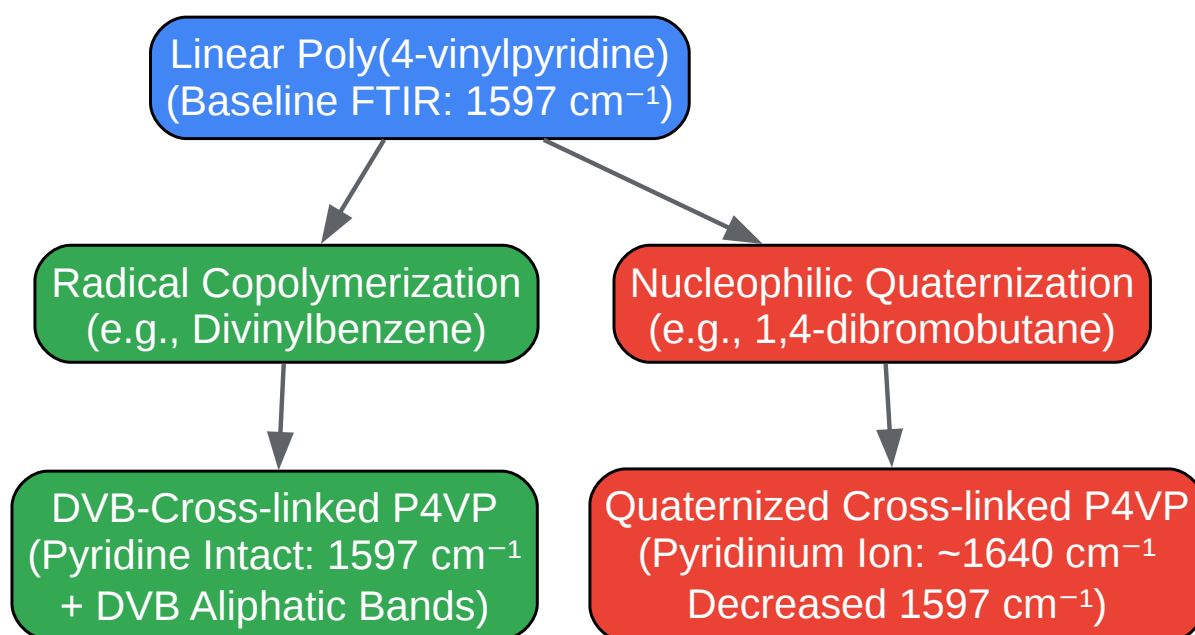 Linear Poly(4-vinylpyridine)
(Baseline FTIR: 1597 cm⁻¹)
Radical Copolymerization
(e.g., Divinylbenzene)
Nucleophilic Quaternization
(e.g., 1,4-dibromobutane)
DVB-Cross-linked P4VP
(Pyridine Intact: 1597 cm⁻¹
+ DVB Aliphatic Bands)
Quaternized Cross-linked P4VP
(Pyridinium Ion: ~1640 cm⁻¹
Decreased 1597 cm⁻¹)